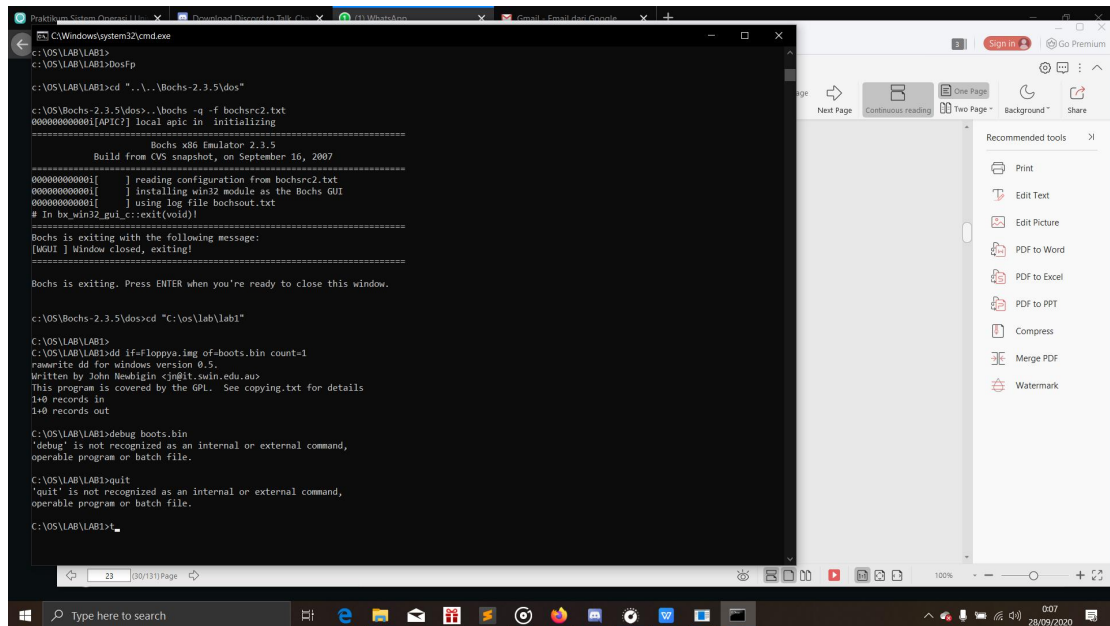 Praktikum Sistem Operasi | Un
Download Discord to Talk, Cha
(1) WhatsApp
Gmail - Email dari Google
C:\Windows\system32\cmd.exe
c:\OS\LAB\LAB1>
c:\OS\LAB\LAB1>DosFp
c:\OS\LAB\LAB1>cd "..\..\Bochs-2.3.5\dos"
c:\OS\Bochs-2.3.5\dos>..\bochs -q -f bochsrc2.txt
00000000000i[APIC?] local apic in  initializing
========================================================================
Bochs x86 Emulator 2.3.5
Build from CVS snapshot, on September 16, 2007
========================================================================
00000000000i[     ] reading configuration from bochsrc2.txt
00000000000i[     ] installing win32 module as the Bochs GUI
00000000000i[     ] using log file bochsout.txt
# In bx_win32_gui_c::exit(void)!
========================================================================
Bochs is exiting with the following message:
[WGUI ] Window closed, exiting!
========================================================================
Bochs is exiting. Press ENTER when you're ready to close this window.
c:\OS\Bochs-2.3.5\dos>cd "C:\os\lab\lab1"
C:\OS\LAB\LAB1>
C:\OS\LAB\LAB1>dd if=Floppya.img of=boots.bin count=1
rawwrite dd for windows version 0.5.
Written by John Newbigin <jn@it.swin.edu.au>
This program is covered by the GPL.  See copying.txt for details
1+0 records in
1+0 records out
C:\OS\LAB\LAB1>debug boots.bin
'debug' is not recognized as an internal or external command,
operable program or batch file.
C:\OS\LAB\LAB1>quit
'quit' is not recognized as an internal or external command,
operable program or batch file.
C:\OS\LAB\LAB1>t_
3
Sign in
Go Premium
age
Next Page
Continuous reading
One Page
Two Page
Background
Share
Recommended tools
Print
Edit Text
Edit Picture
PDF to Word
PDF to Excel
PDF to PPT
Compress
Merge PDF
Watermark
23
(30/131)Page
100%
Type here to search
0:07
28/09/2020